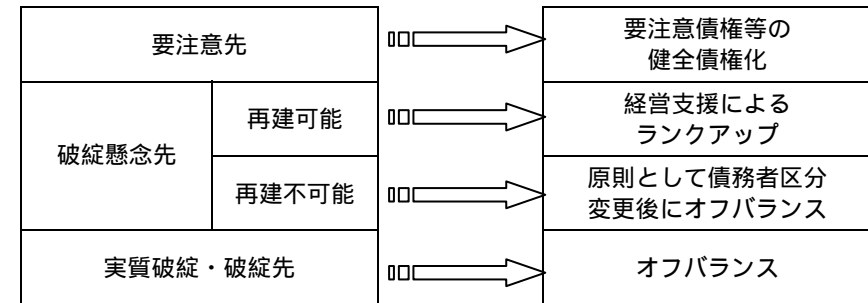 要注意先
要注意債権等の
健全債権化
破綻懸念先
再建可能
経営支援による
ランクアップ
再建不可能
原則として債務者区分
変更後にオフバランス
実質破綻・破綻先
オフバランス